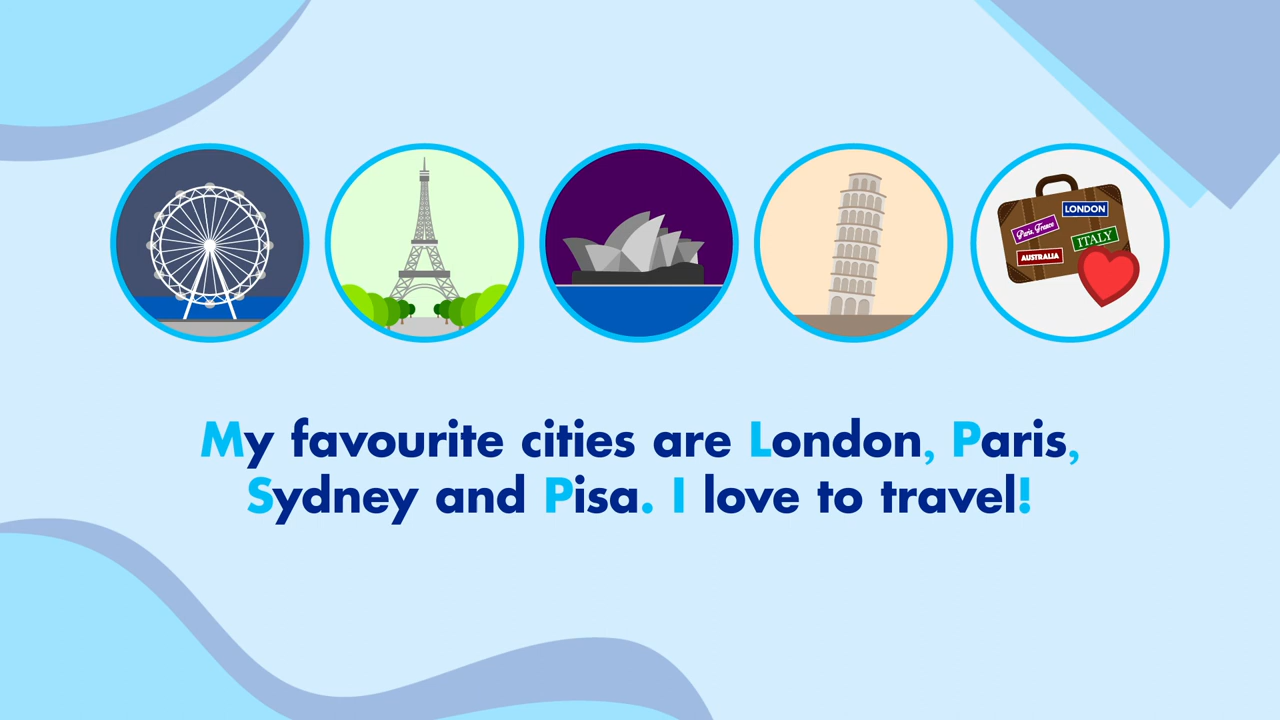 LONDON
Paris, France
ITALY
AUSTRALIA
My favourite cities are London, Paris,
Sydney and Pisa. I love to travel!